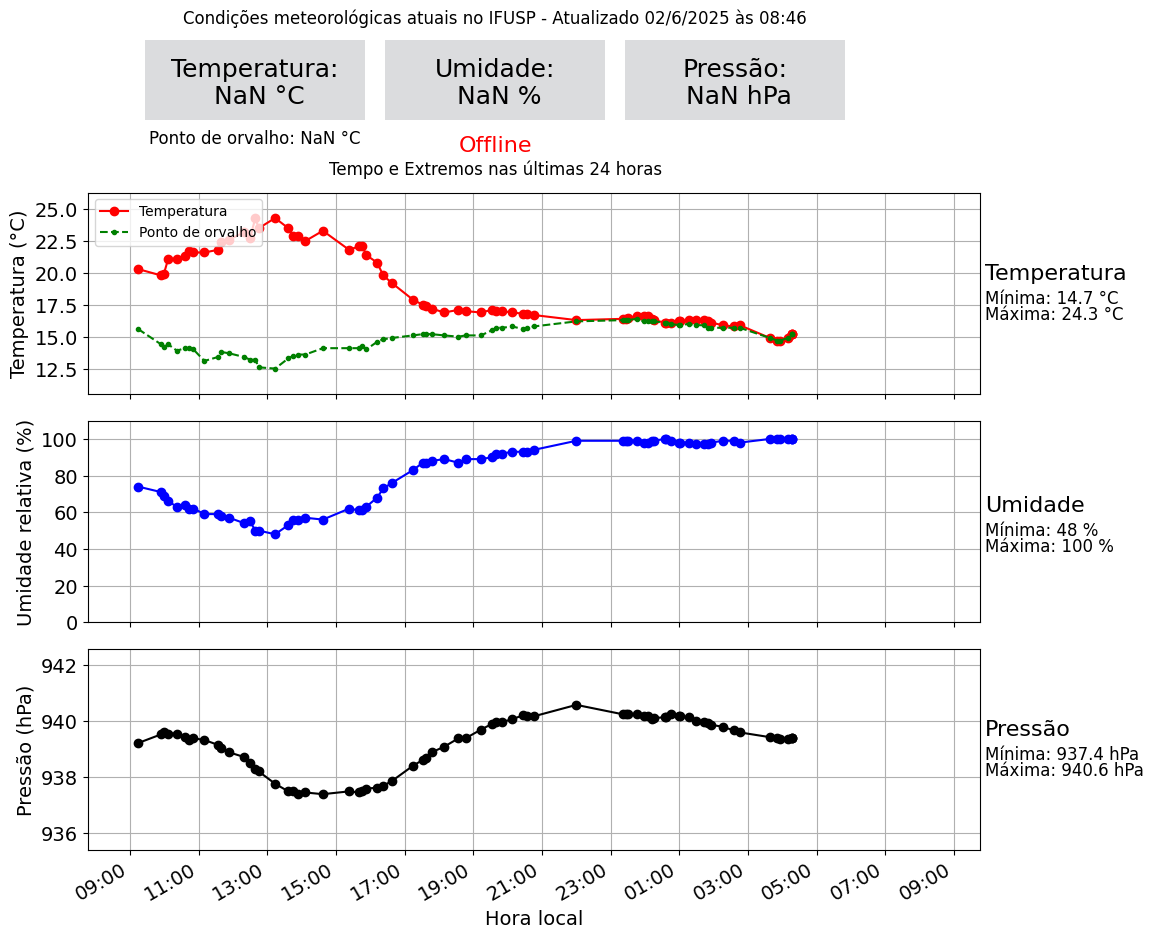 Condições meteorológicas atuais no IFUSP - Atualizado 02/6/2025 às 08:46
Temperatura:
NaN °C
Umidade:
NaN %
Pressão:
NaN hPa
Ponto de orvalho: NaN °C
Offline
Tempo e Extremos nas últimas 24 horas
Temperatura (°C)
25.0
22.5
20.0
17.5
15.0
12.5
Temperatura
Ponto de orvalho
Temperatura
Mínima: 14.7 °C
Máxima: 24.3 °C
Umidade relativa (%)
100
80
60
40
20
0
Umidade
Mínima: 48 %
Máxima: 100 %
Pressão (hPa)
942
940
938
936
Pressão
Mínima: 937.4 hPa
Máxima: 940.6 hPa
09:00 11:00 13:00 15:00 17:00 19:00 21:00 23:00 01:00 03:00 05:00 07:00 09:00
Hora local